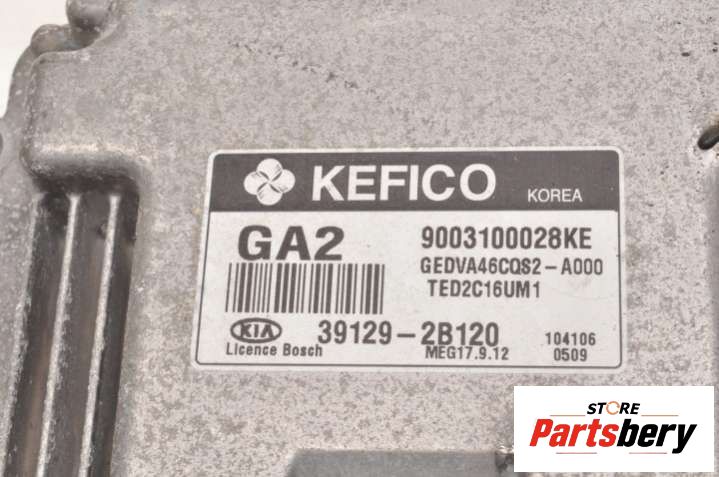 KEFICO KOREA
GA2 9003100028KE
GEDVA46CQS2-A000
TED2C16UM1
KIA 39129-2B120 104106
Licence Bosch MEG17.9.12 0509
STORE
Partsbery